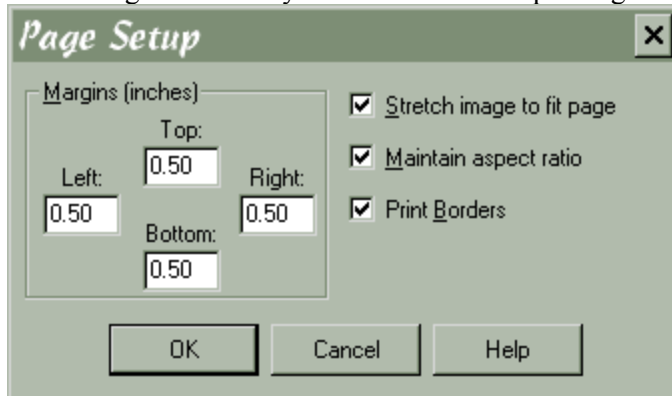 Page Setup
Margins (inches)
Top:
0.50
Left:
0.50
Right:
0.50
Bottom:
0.50
Stretch image to fit page
Maintain aspect ratio
Print Borders
OK Cancel Help